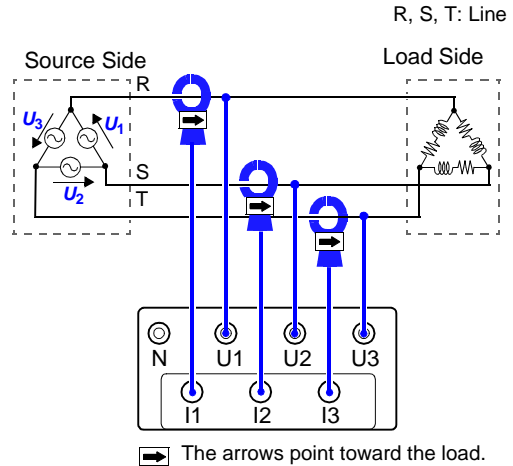 R, S, T: Line
Source Side
Load Side
R
U3
U1
S
U2
T
N
U1
U2
U3
I1
I2
I3
The arrows point toward the load.